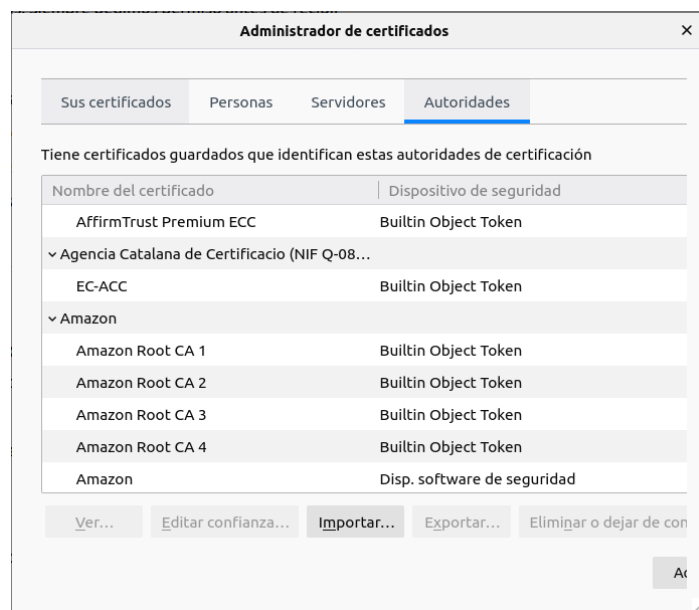 Administrador de certificados
Sus certificados Personas Servidores Autoridades
Tiene certificados guardados que identifican estas autoridades de certificación
Nombre del certificado Dispositivo de seguridad
AffirmTrust Premium ECC Builtin Object Token
Agencia Catalana de Certificacio (NIF Q-08…
EC-ACC Builtin Object Token
Amazon
Amazon Root CA 1 Builtin Object Token
Amazon Root CA 2 Builtin Object Token
Amazon Root CA 3 Builtin Object Token
Amazon Root CA 4 Builtin Object Token
Amazon Disp. software de seguridad
Ver… Editar confianza… Importar… Exportar… Eliminar o dejar de con